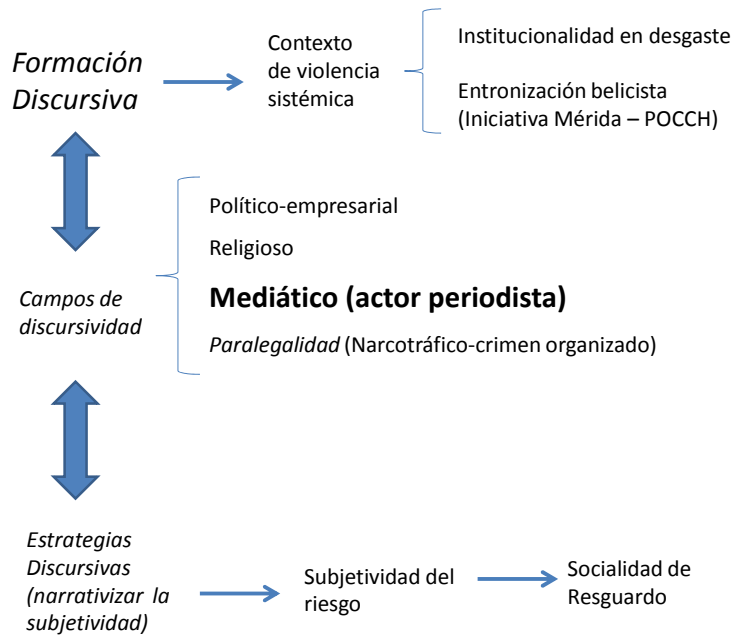 Formación
Discursiva
Contexto
de violencia
sistémica
Institucionalidad en desgaste
Entronización belicista
(Iniciativa Mérida – POCCH)
Campos de
discursividad
Político-empresarial
Religioso
Mediático (actor periodista)
Paralegalidad (Narcotráfico-crimen organizado)
Estrategias
Discursivas
(narrativizar la
subjetividad)
Subjetividad del
riesgo
Socialidad de
Resguardo